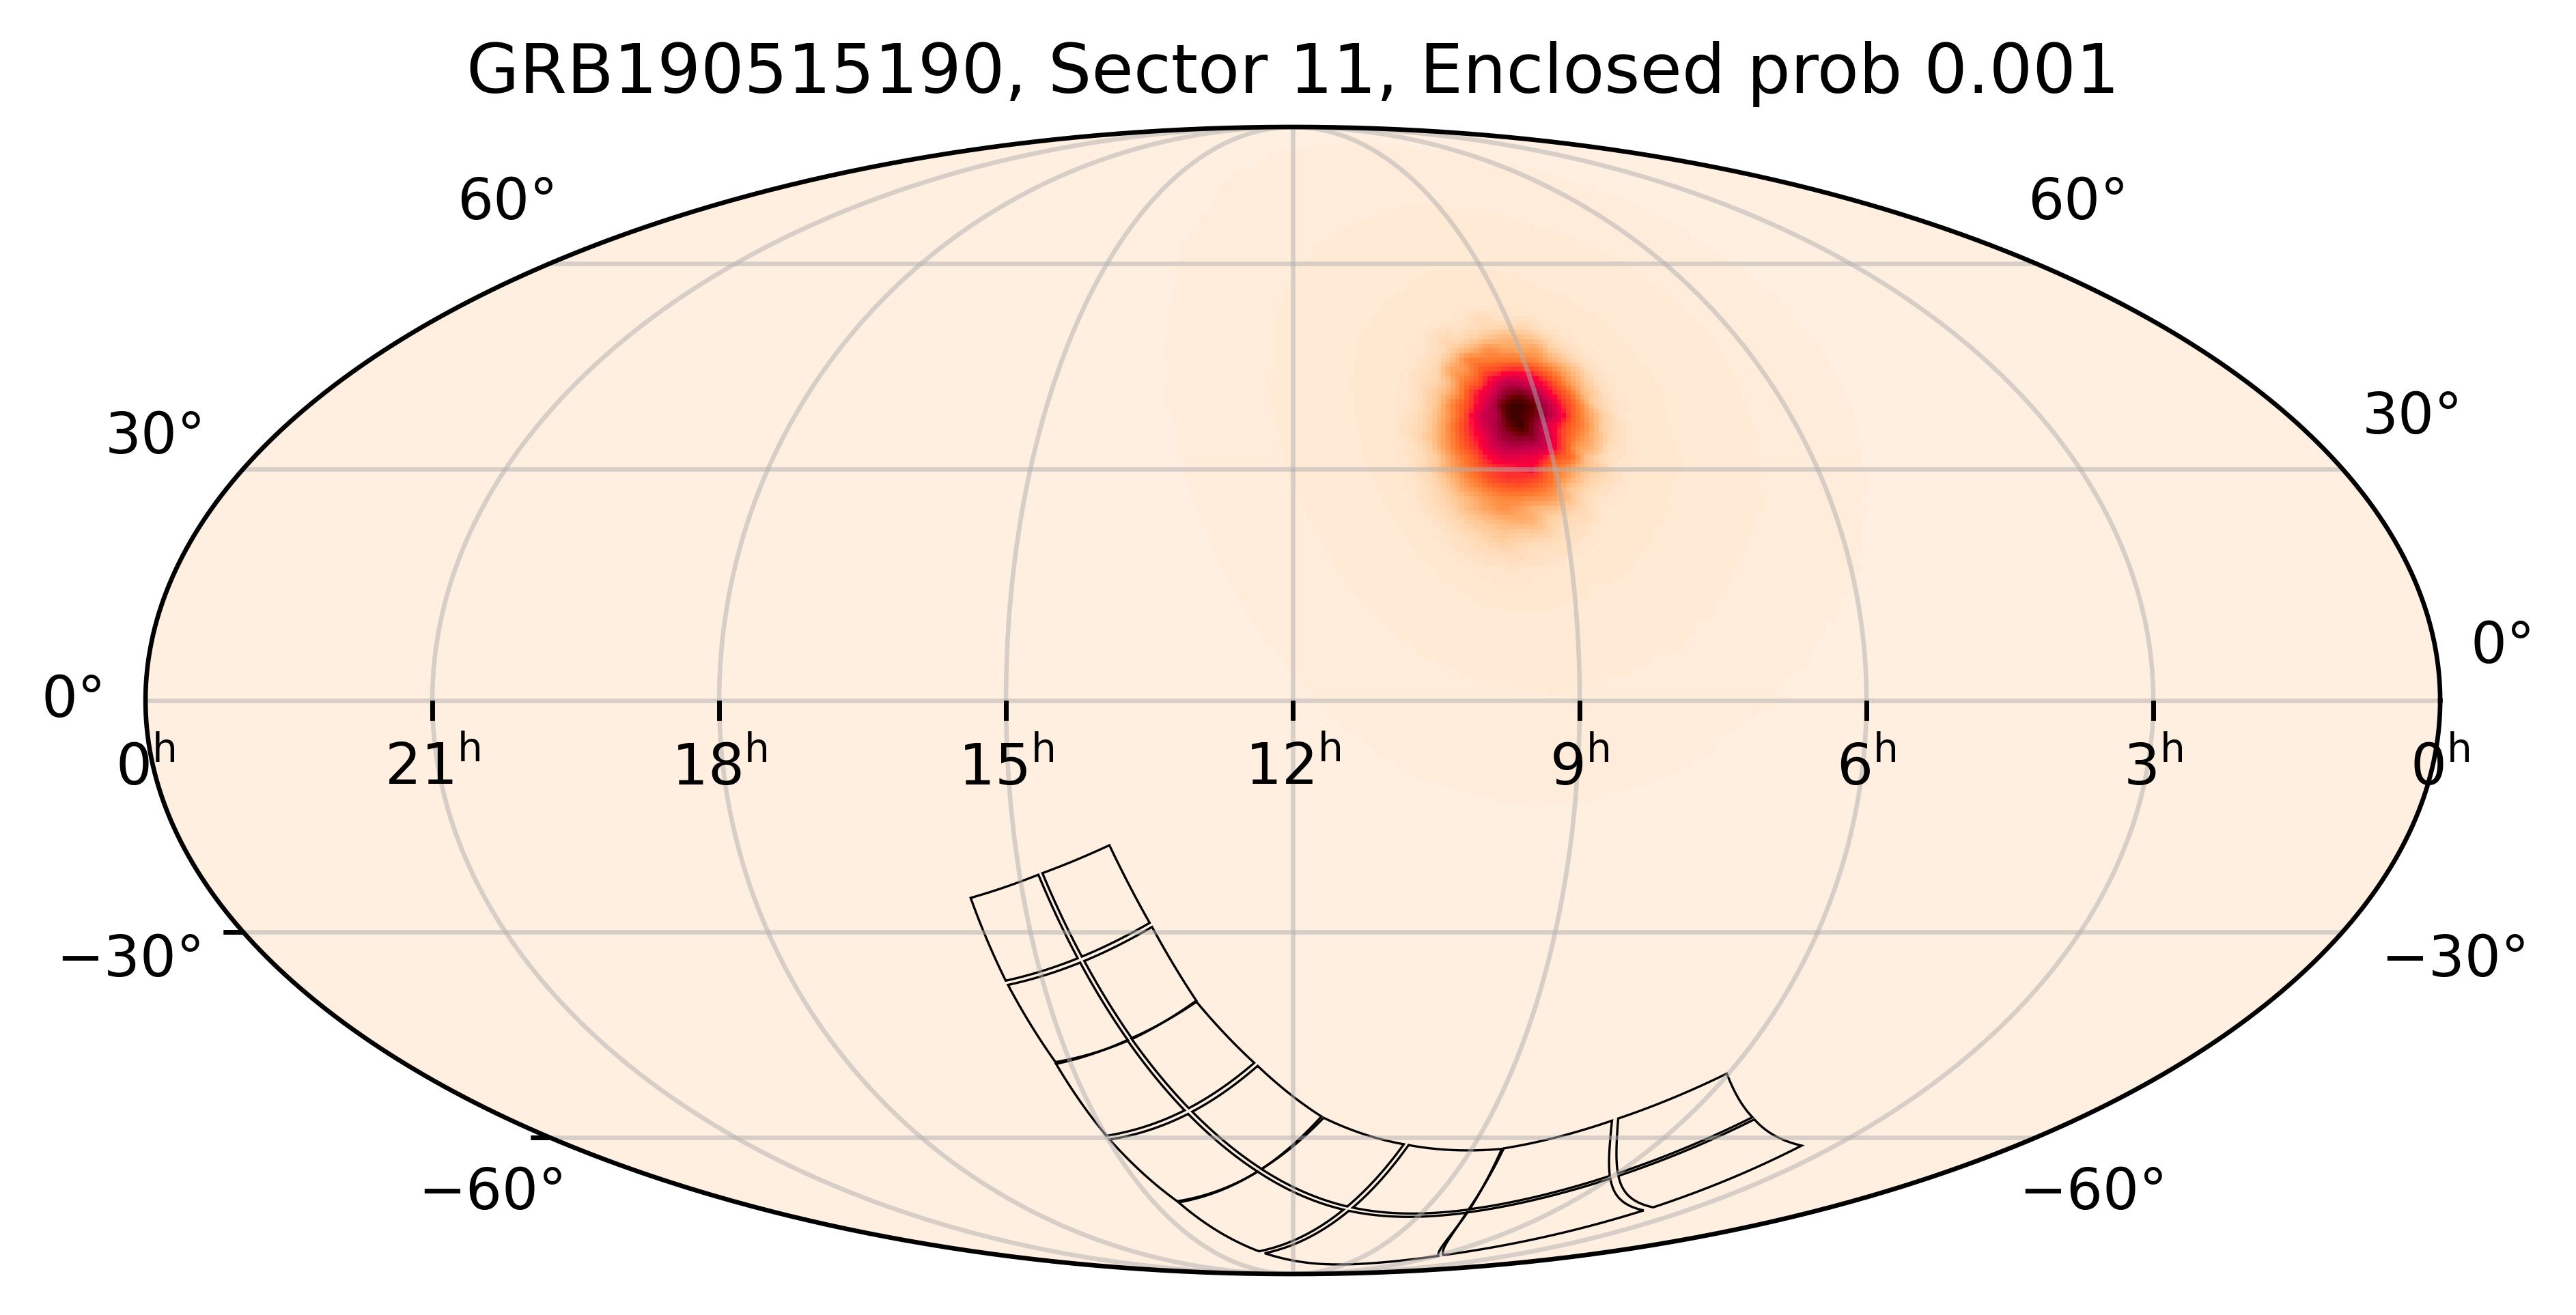 GRB190515190, Sector 11, Enclosed prob 0.001
60° 60°
30° 30°
0° 0°
0ʰ 21ʰ 18ʰ 15ʰ 12ʰ 9ʰ 6ʰ 3ʰ 0ʰ
−30° −30°
−60° −60°